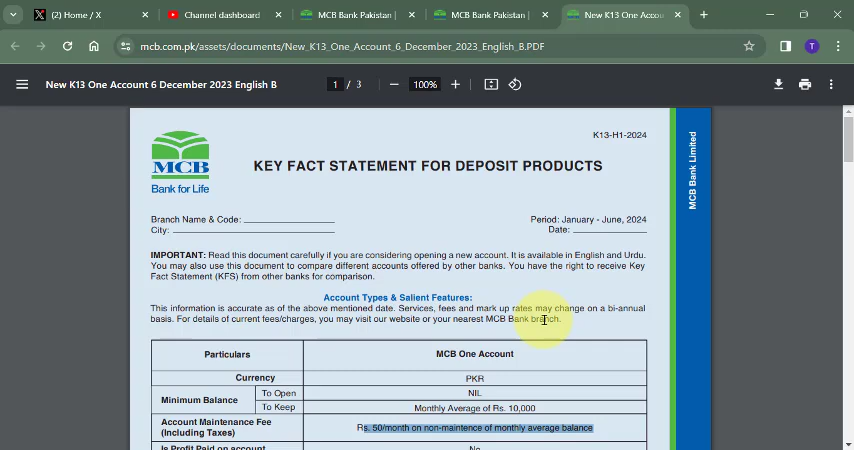 (2) Home / X
Channel dashboard
MCB Bank Pakistan |
MCB Bank Pakistan |
New K13 One Accou
mcb.com.pk/assets/documents/New_K13_One_Account_6_December_2023_English_B.PDF
T
New K13 One Account 6 December 2023 English B
1 / 3
100%
K13-H1-2024
MCB
Bank for Life
KEY FACT STATEMENT FOR DEPOSIT PRODUCTS
MCB Bank Limited
Branch Name & Code:
Period: January - June, 2024
City:
Date:
IMPORTANT: Read this document carefully if you are considering opening a new account. It is available in English and Urdu.
You may also use this document to compare different accounts offered by other banks. You have the right to receive Key
Fact Statement (KFS) from other banks for comparison.
Account Types & Salient Features:
This information is accurate as of the above mentioned date. Services, fees and mark up rates may change on a bi-annual
basis. For details of current fees/charges, you may visit our website or your nearest MCB Bank branch.
Particulars
MCB One Account
Currency
PKR
Minimum Balance
To Open
NIL
To Keep
Monthly Average of Rs. 10,000
Account Maintenance Fee
(Including Taxes)
Rs. 50/month on non-maintence of monthly average balance
Is Profit Paid on account
No